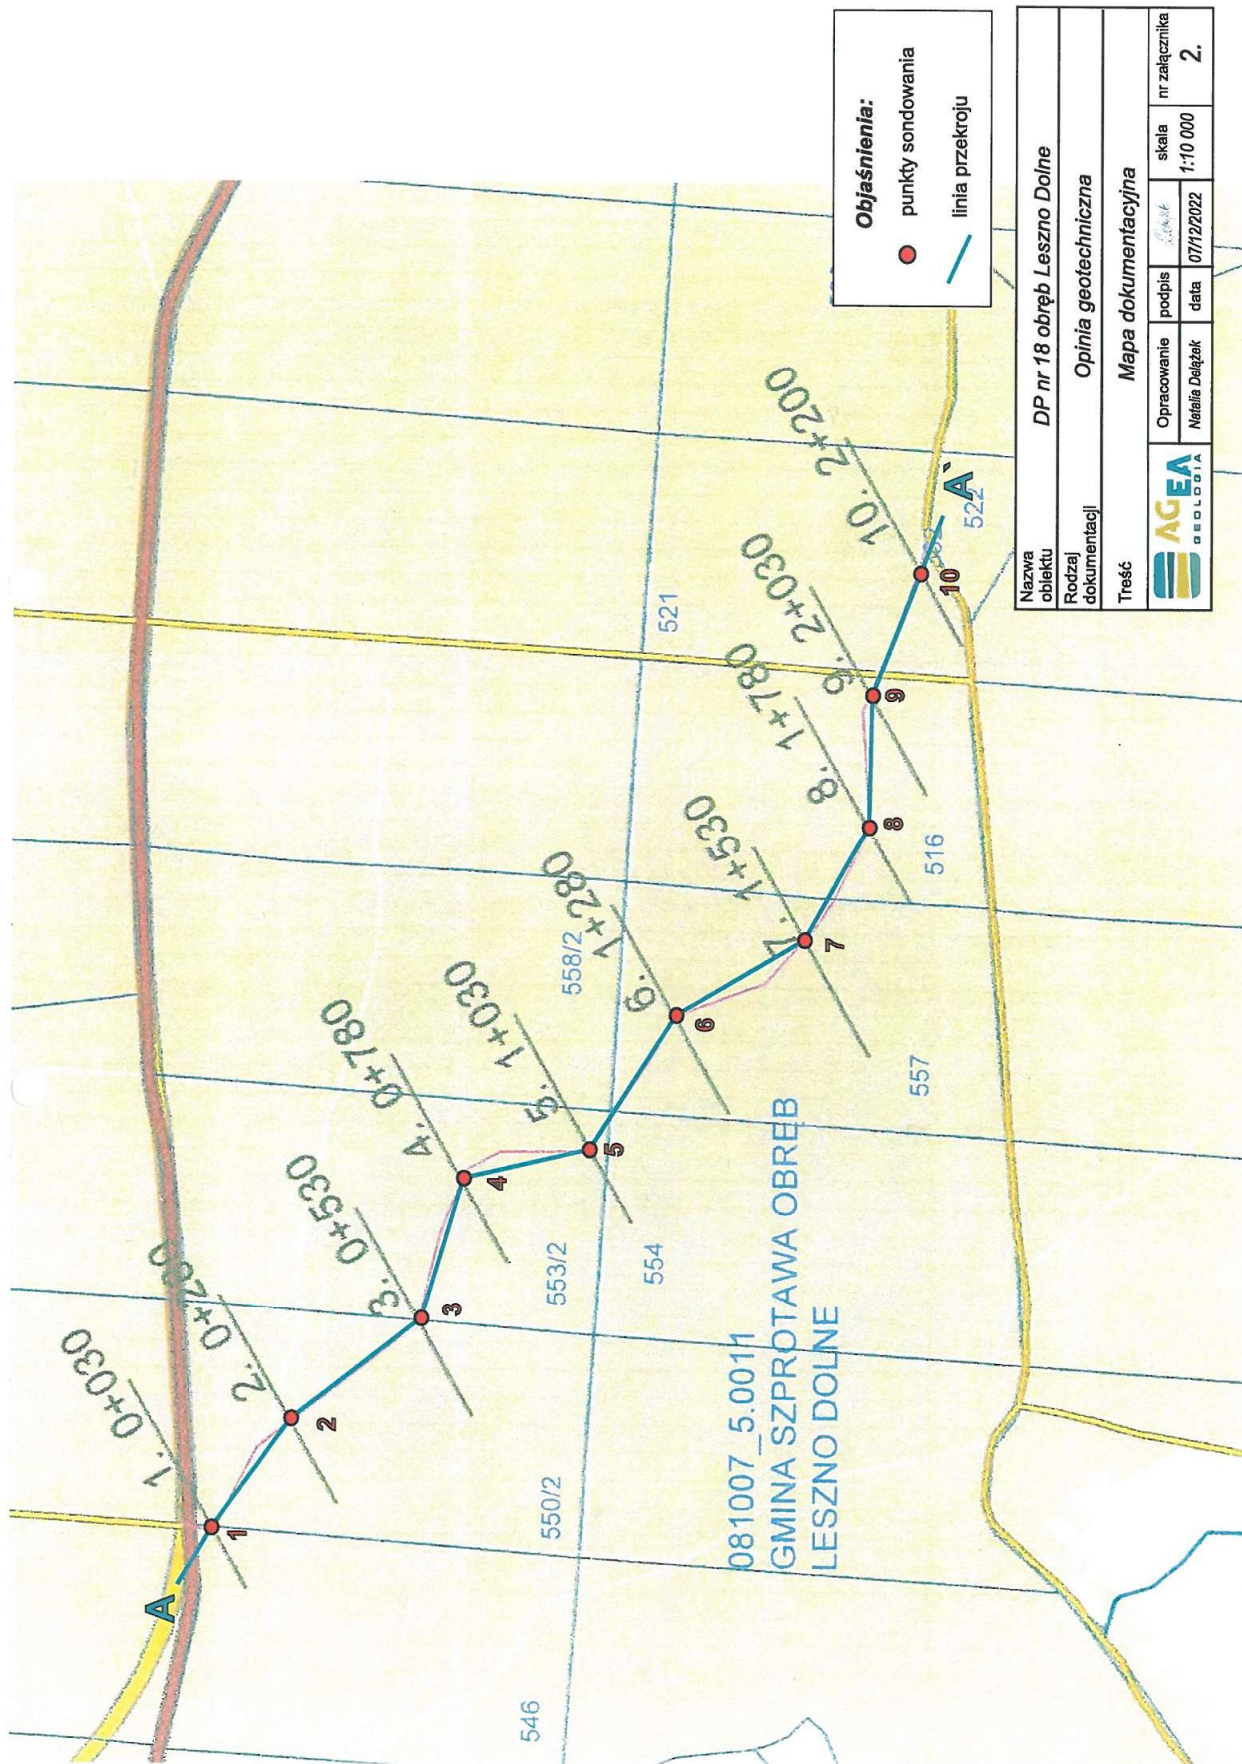 A
1. 0+030
2. 0+280
3. 0+530
4. 0+780
5. 1+030
6. 1+280
7. 1+530
8. 1+780
9. 2+030
10. 2+200
1
2
3
4
5
6
7
8
9
10
A`
546
550/2
553/2
554
558/2
557
516
521
522
081007_5.0011
GMINA SZPROTAWA OBRĘB
LESZNO DOLNE
Objaśnienia:
punkty sondowania
linia przekroju
Nazwa obiektu
DP nr 18 obręb Leszno Dolne
Rodzaj dokumentacji
Opinia geotechniczna
Treść
Mapa dokumentacyjna
AGEA
GEOLOGIA
Opracowanie
podpis
skala
nr załącznika
Natalia Delążek
data
07/12/2022
1:10 000
2.